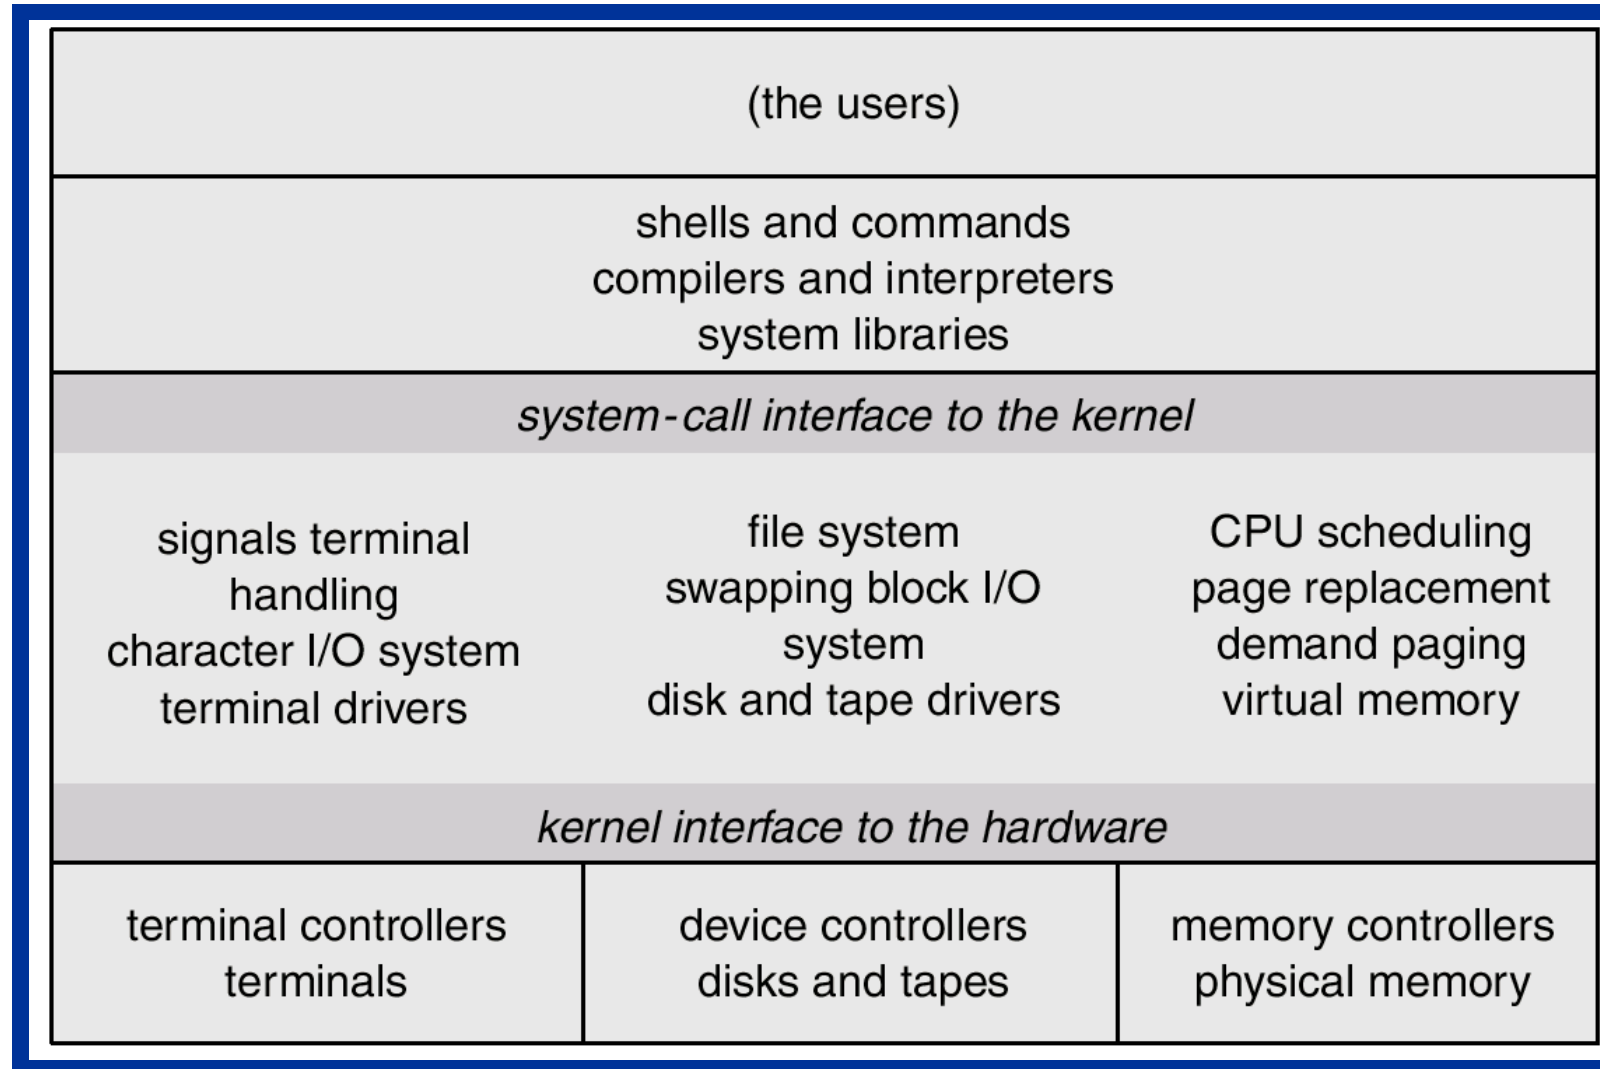 (the users)
shells and commands
compilers and interpreters
system libraries
system-call interface to the kernel
signals terminal
handling
character I/O system
terminal drivers
file system
swapping block I/O
system
disk and tape drivers
CPU scheduling
page replacement
demand paging
virtual memory
kernel interface to the hardware
terminal controllers
terminals
device controllers
disks and tapes
memory controllers
physical memory